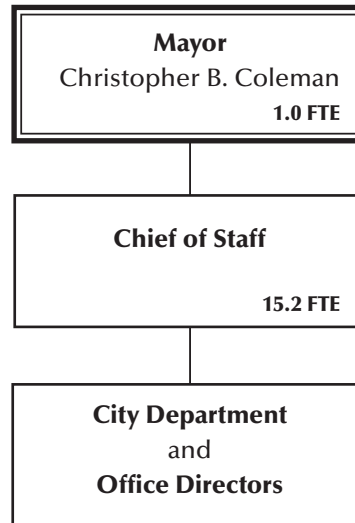 Mayor
Christopher B. Coleman
1.0 FTE
Chief of Staff
15.2 FTE
City Department
and
Office Directors